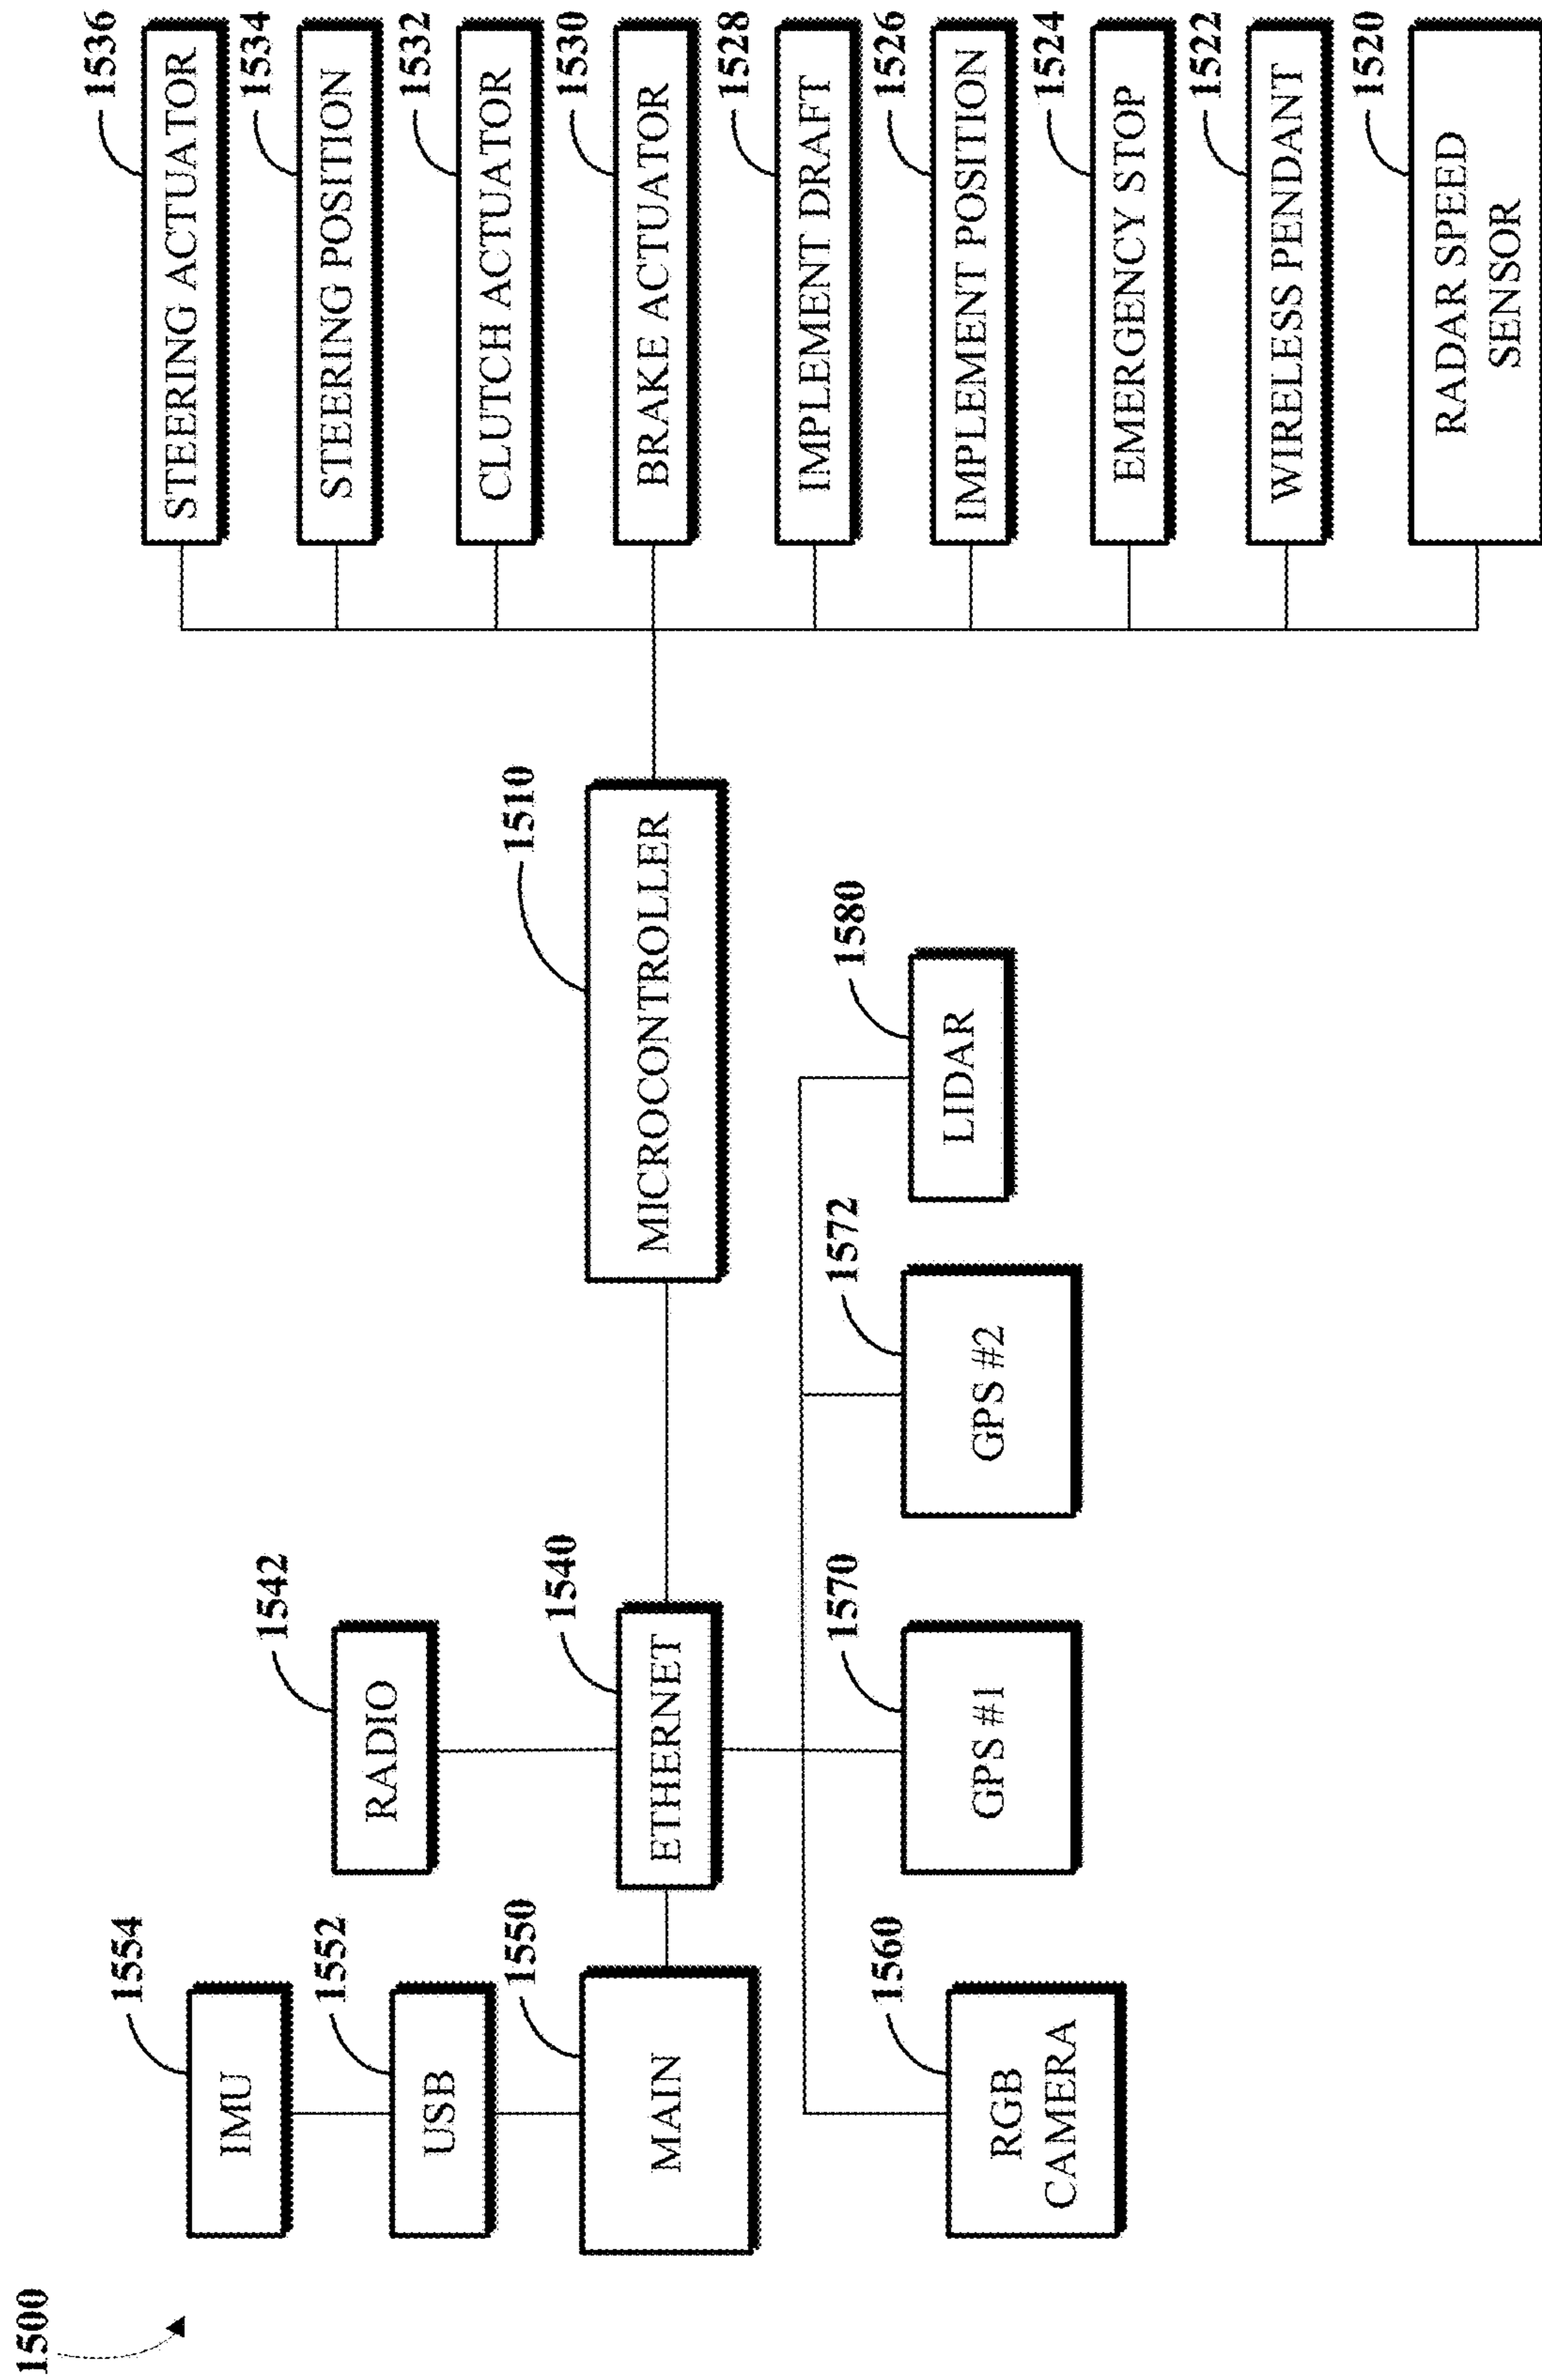 1500
1554
IMU
1552
USB
1550
MAIN
1542
RADIO
1540
ETHERNET
1510
MICROCONTROLLER
1560
RGB
CAMERA
1570
GPS #1
1572
GPS #2
1580
LIDAR
1536
STEERING ACTUATOR
1534
STEERING POSITION
1532
CLUTCH ACTUATOR
1530
BRAKE ACTUATOR
1528
IMPLEMENT DRAFT
1526
IMPLEMENT POSITION
1524
EMERGENCY STOP
1522
WIRELESS PENDANT
1520
RADAR SPEED
SENSOR